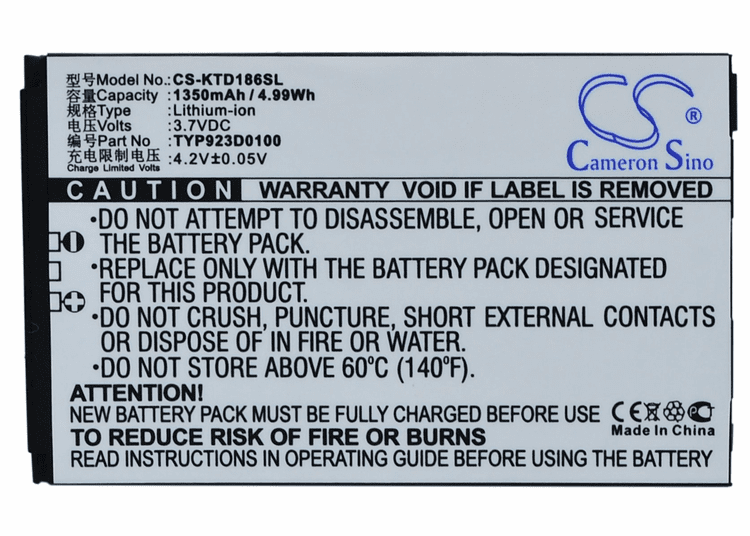 型号Model No.:CS-KTD186SL
容量Capacity :1350mAh / 4.99Wh
规格Type :Lithium-ion
电压Volts :3.7VDC
编号Parts No. :TYP923D0100
充电限制电压 :4.2V±0.05V
Charge Limited Voltage
CS ®
Cameron Sino
CAUTION WARRANTY VOID IF LABEL IS REMOVED
•DO NOT ATTEMPT TO DISASSEMBLE, OPEN OR SERVICE
THE BATTERY PACK.
•REPLACE ONLY WITH THE BATTERY PACK DESIGNATED
FOR THIS PRODUCT.
•DO NOT CRUSH, PUNCTURE, SHORT EXTERNAL CONTACTS
OR DISPOSE OF IN FIRE OR WATER.
•DO NOT STORE ABOVE 60ºC (140ºF).
ATTENTION!
NEW BATTERY PACK MUST BE FULLY CHARGED BEFORE USE
TO REDUCE RISK OF FIRE OR BURNS
READ INSTRUCTIONS IN OPERATING GUIDE BEFORE USING THE BATTERY
CE
Made In China